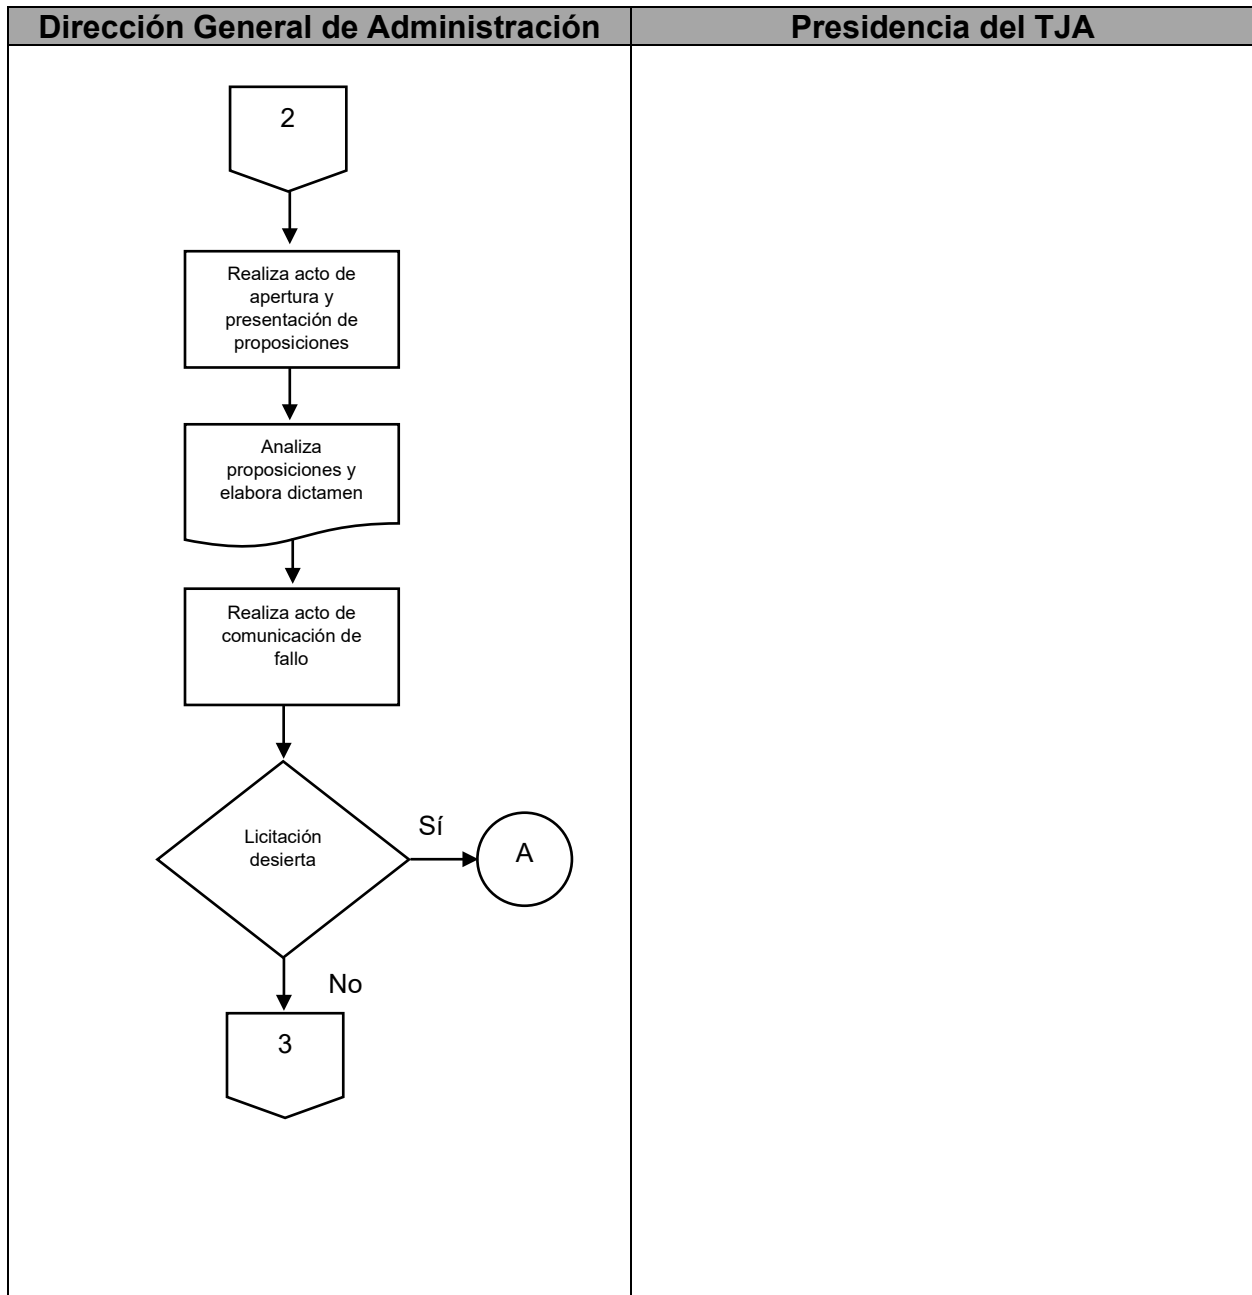 Dirección General de Administración
Presidencia del TJA
2
Realiza acto de
apertura y
presentación de
proposiciones
Analiza
proposiciones y
elabora dictamen
Realiza acto de
comunicación de
fallo
Licitación
desierta
Sí
A
No
3